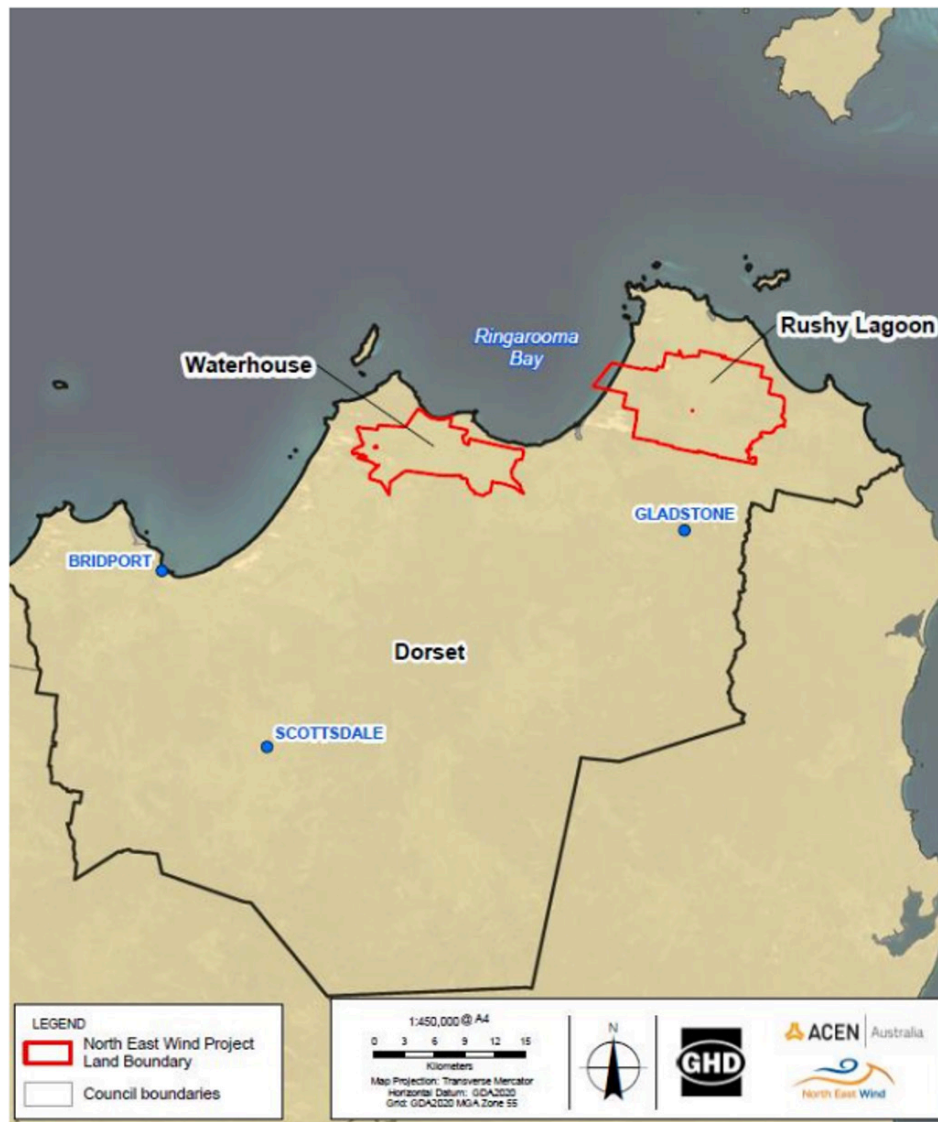 Ringarooma
Bay
Rushy Lagoon
Waterhouse
GLADSTONE
BRIDPORT
Dorset
SCOTTSDALE
LEGEND
North East Wind Project
Land Boundary
Council boundaries
1:450,000 @ A4
0 3 6 9 12 15
Kilometers
Map Projection: Transverse Mercator
Horizontal Datum: GDA2020
Grid: GDA2020 MGA Zone 55
N
GHD
ACEN Australia
North East Wind